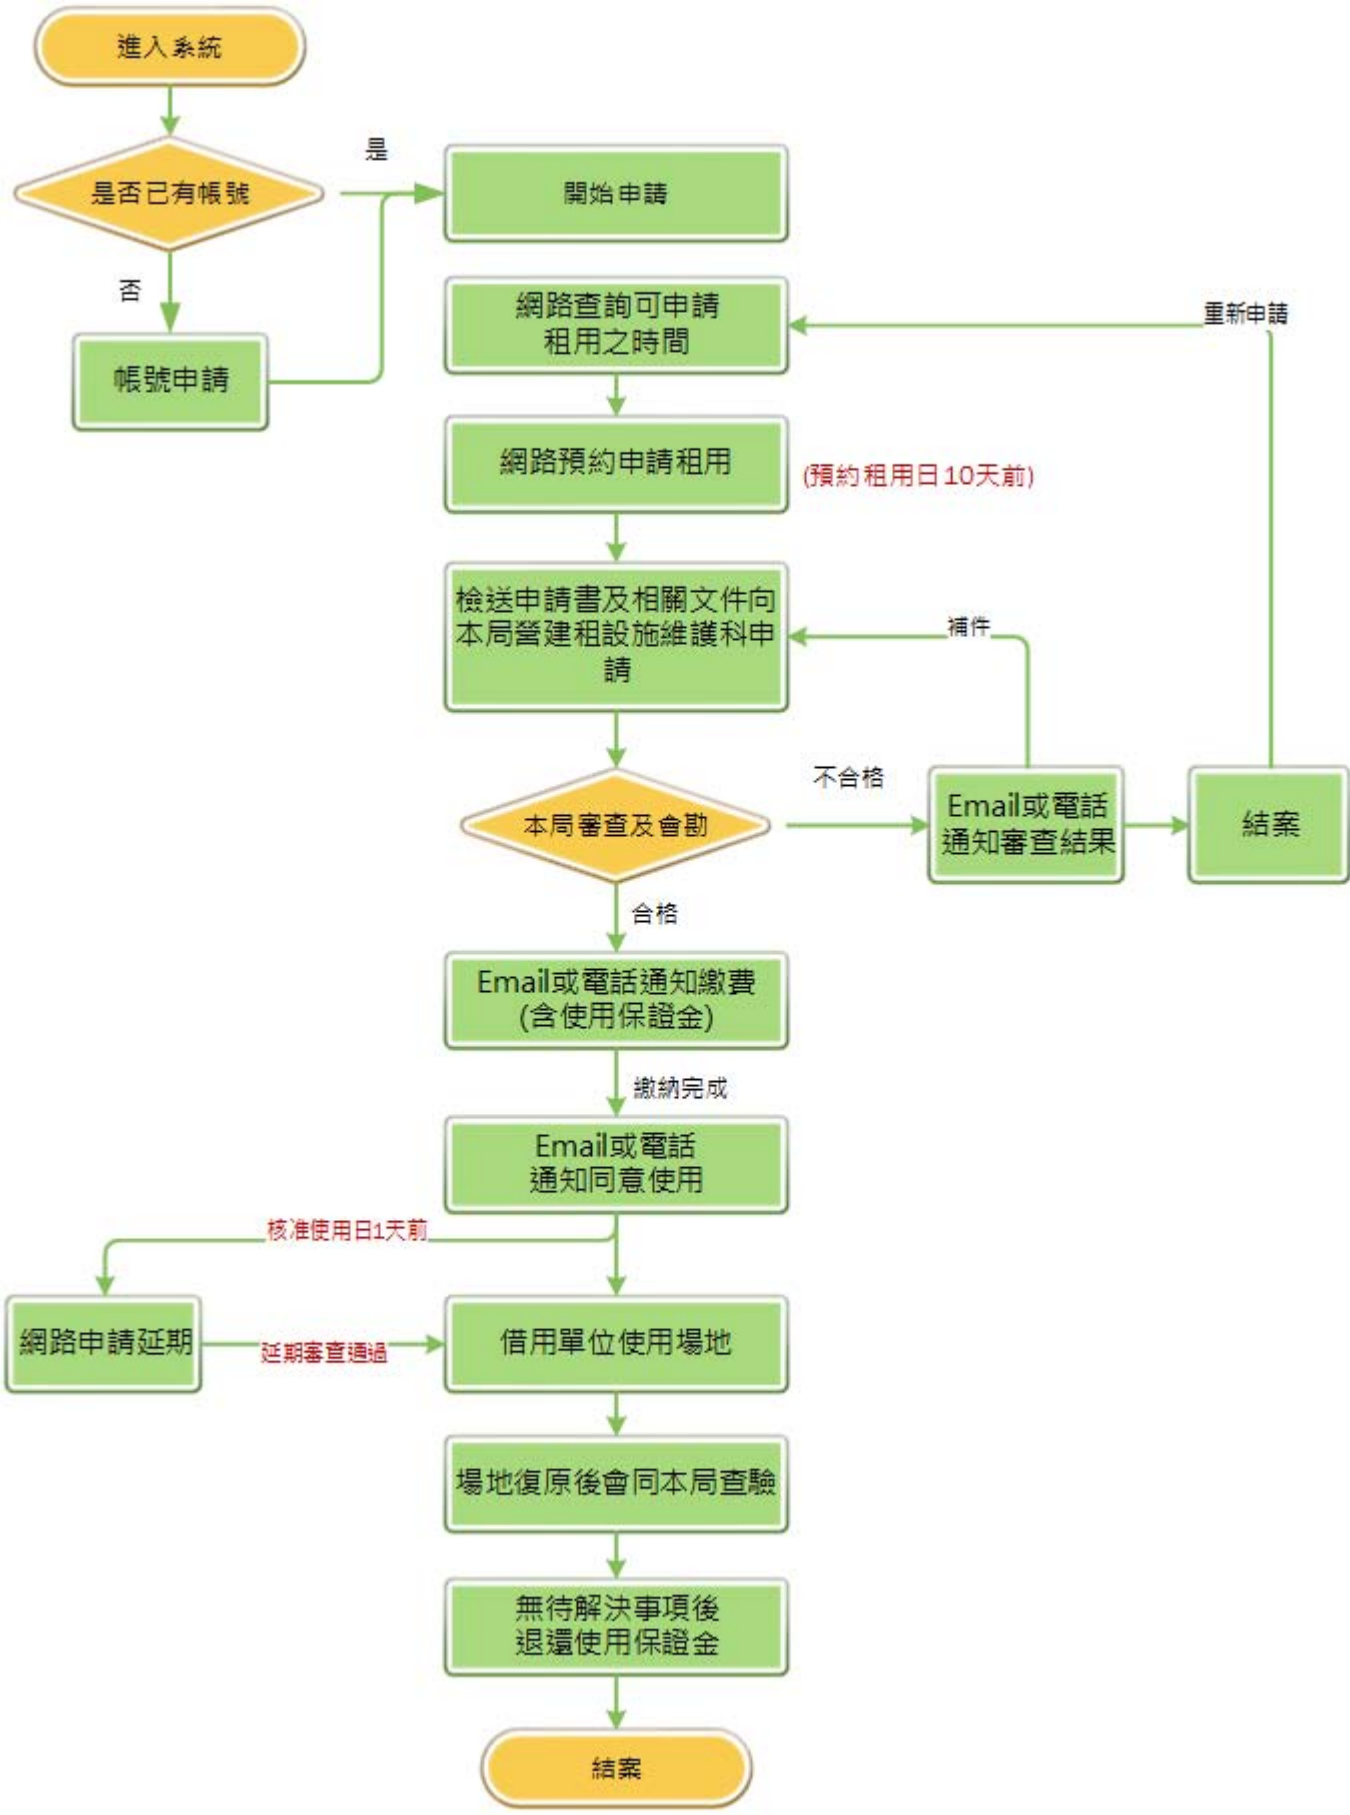 進入系統
是否已有帳號
是
開始申請
否
帳號申請
網路查詢可申請
租用之時間
重新申請
網路預約申請租用
(預約租用日10天前)
檢送申請書及相關文件向
本局營建租設施維護科申
請
補件
本局審查及會勘
不合格
Email或電話
通知審查結果
結案
合格
Email或電話通知繳費
(含使用保證金)
繳納完成
Email或電話
通知同意使用
核准使用日1天前
網路申請延期
延期審查通過
借用單位使用場地
場地復原後會同本局查驗
無待解決事項後
退還使用保證金
結案